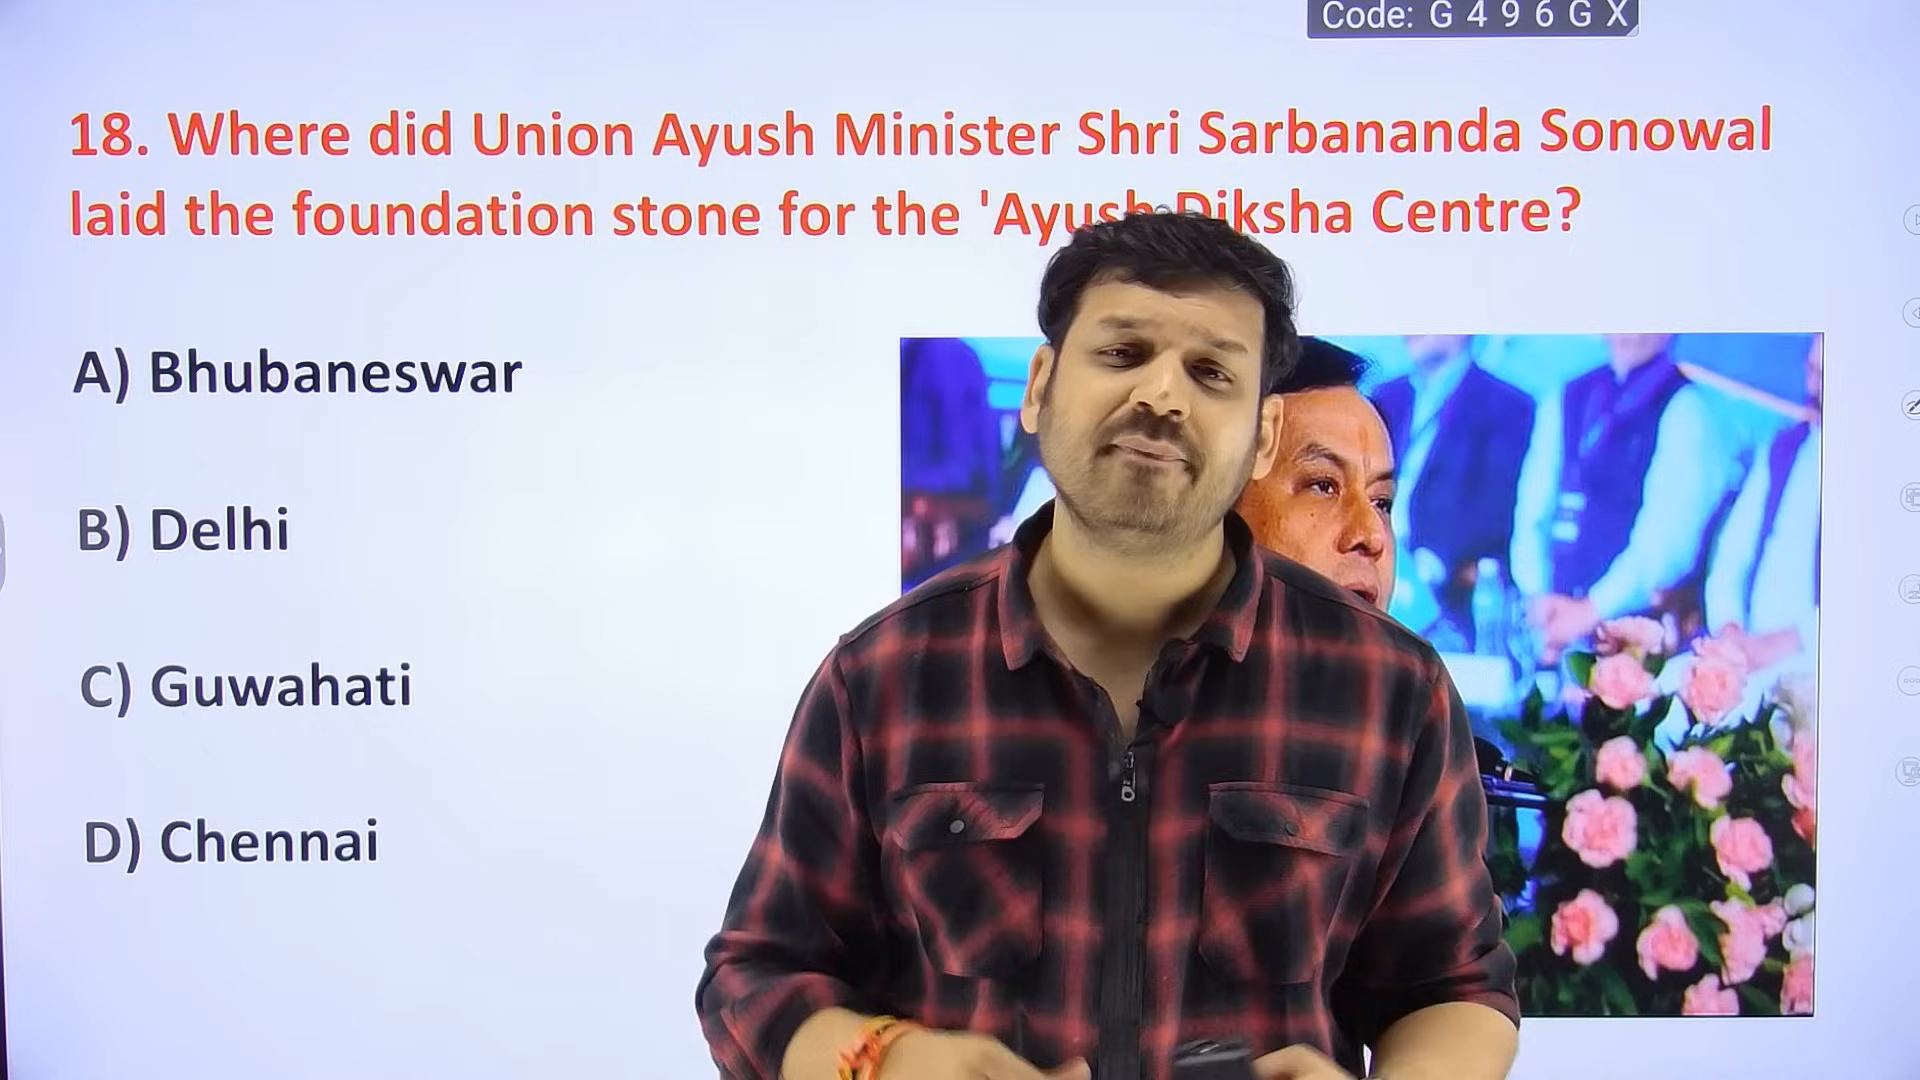 Code: G 4 9 6 G X
18. Where did Union Ayush Minister Shri Sarbananda Sonowal
laid the foundation stone for the 'Ayush Diksha Centre?
A) Bhubaneswar
B) Delhi
C) Guwahati
D) Chennai